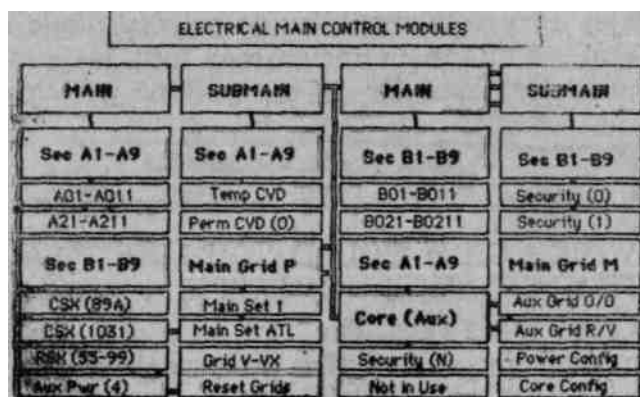 ELECTRICAL MAIN CONTROL MODULES
MAIN SUBMAIN MAIN SUBMAIN
Sec A1-A9 Sec A1-A9 Sec B1-B9 Sec B1-B9
A01-A011 Temp CVD B01-B011 Security (0)
A21-A211 Perm CVD (0) B021-B0211 Security (1)
Sec B1-B9 Main Grid P Sec A1-A9 Main Grid M
CSX (89A) Main Set 1 Core (Aux) Aux Grid O/O
CSX (1031) Main Set ATL Aux Grid R/V
(55-99) Grid V-VX Security (N) Power Config
Aux Pwr (4) Reset Grids Not in Use Core Config